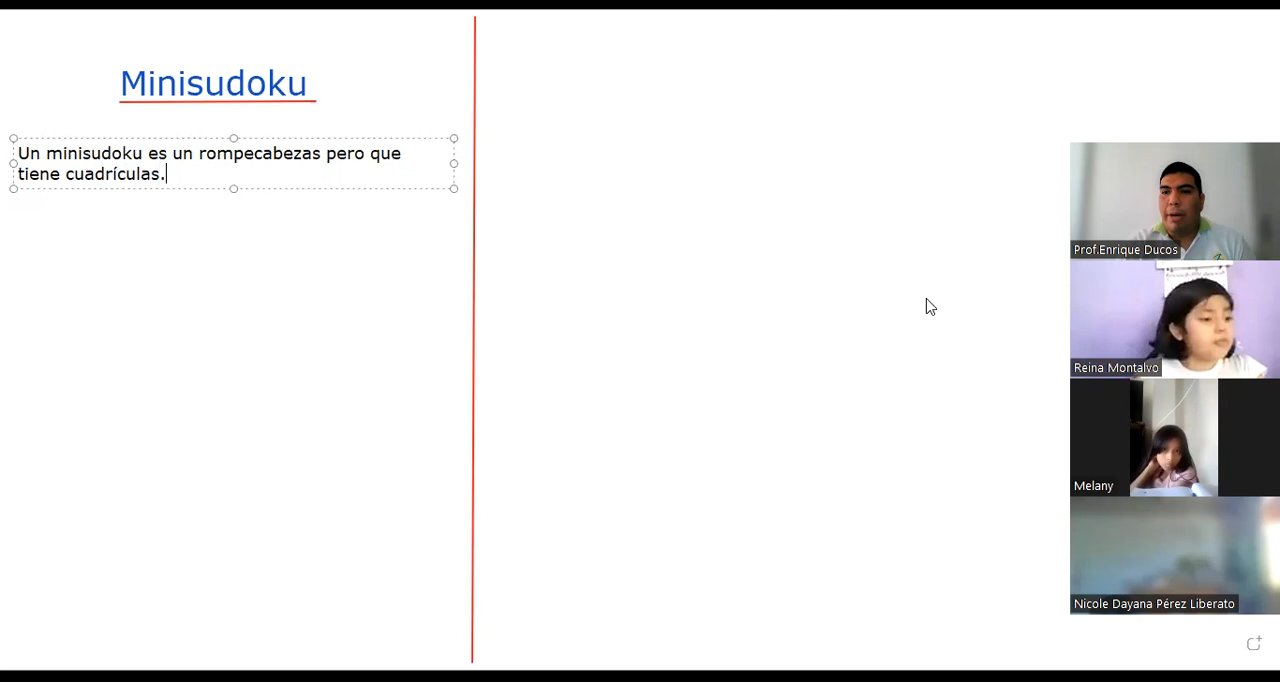 Minisudoku
Un minisudoku es un rompecabezas pero que
tiene cuadrículas.
Prof.Enrique Ducos
Reina Montalvo
Melany
Nicole Dayana Pérez Liberato